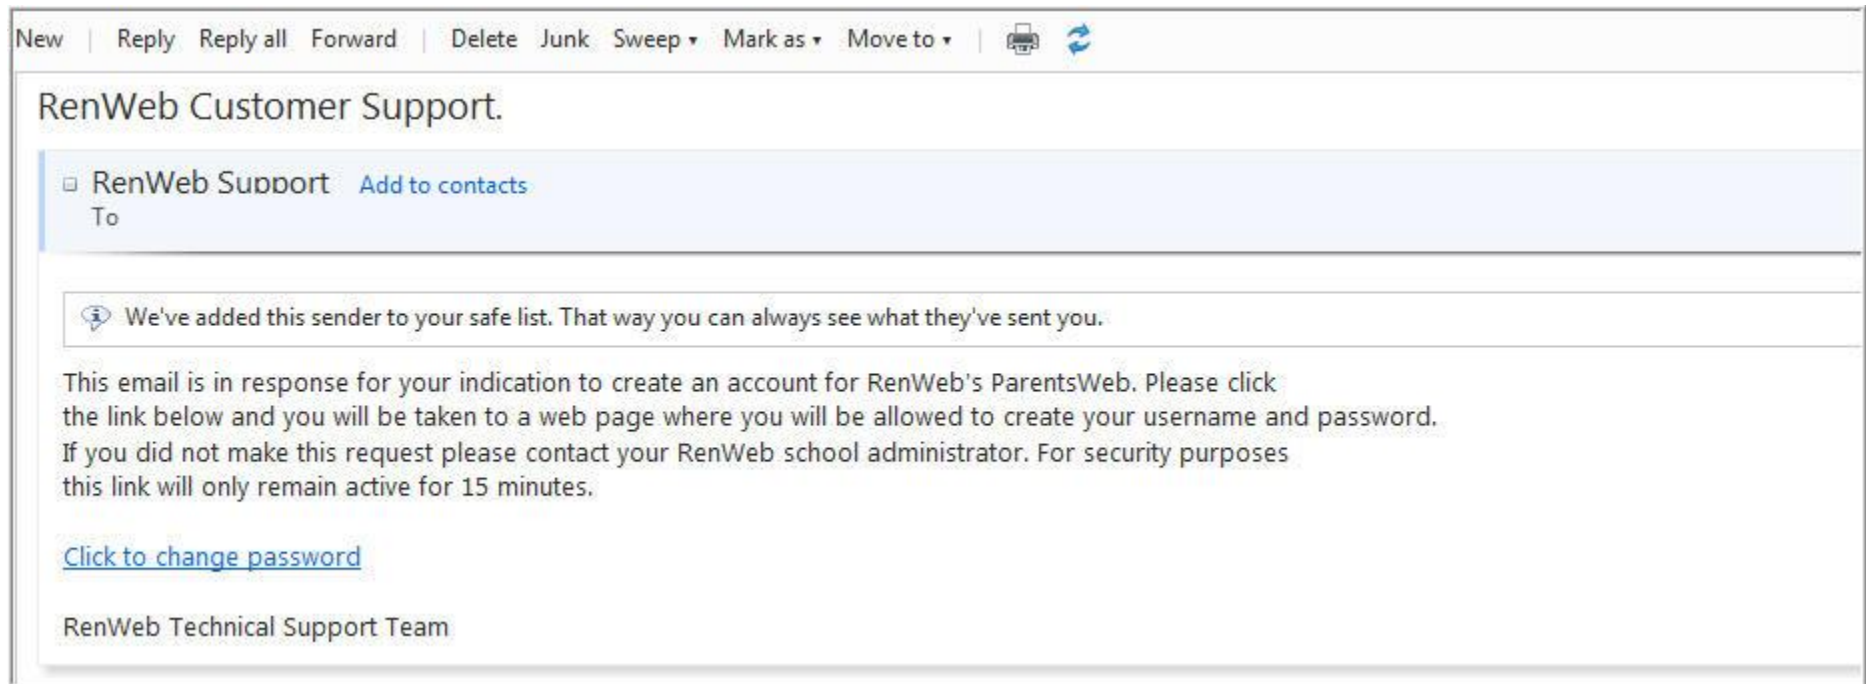 New | Reply Reply all Forward | Delete Junk Sweep ▾ Mark as ▾ Move to ▾ |
RenWeb Customer Support.
RenWeb Support Add to contacts
To
We've added this sender to your safe list. That way you can always see what they've sent you.
This email is in response for your indication to create an account for RenWeb's ParentsWeb. Please click
the link below and you will be taken to a web page where you will be allowed to create your username and password.
If you did not make this request please contact your RenWeb school administrator. For security purposes
this link will only remain active for 15 minutes.
Click to change password
RenWeb Technical Support Team